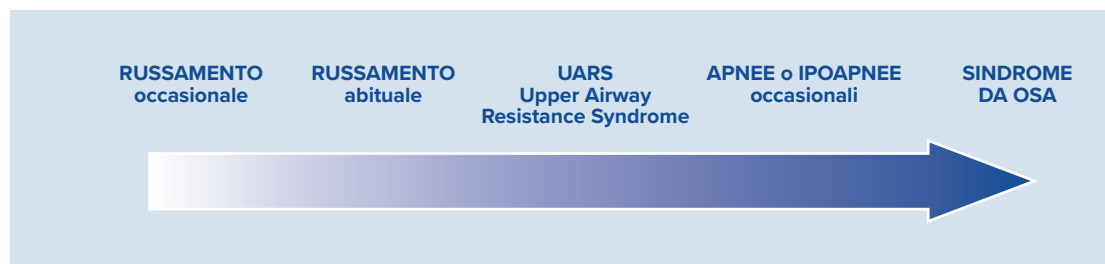 RUSSAMENTO
occasionale
RUSSAMENTO
abituale
UARS
Upper Airway
Resistance Syndrome
APNEE o IPOAPNEE
occasionali
SINDROME
DA OSA